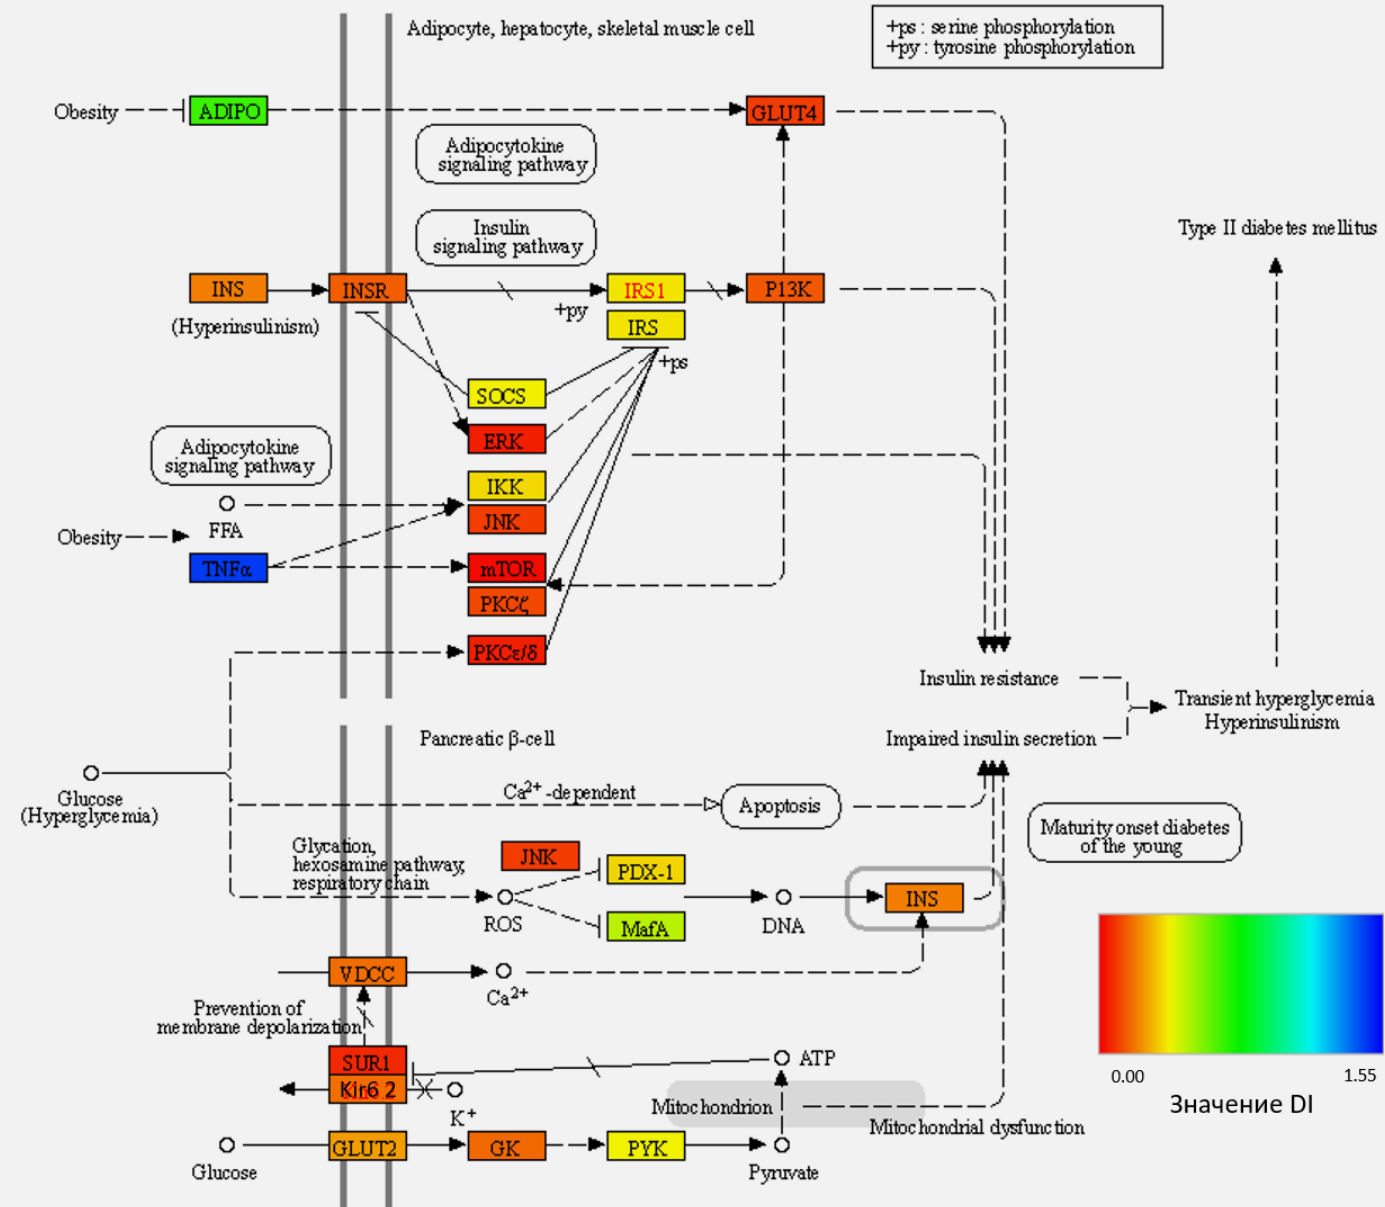 Adipocyte, hepatocyte, skeletal muscle cell
+ps : serine phosphorylation
+py : tyrosine phosphorylation
Obesity
ADIPO
GLUT4
Adipocytokine
signaling pathway
Insulin
signaling pathway
Type II diabetes mellitus
INS
INSR
IRS1
P13K
+py
(Hyperinsulinism)
IRS
+ps
SOCS
ERK
Adipocytokine
signaling pathway
IKK
FFA
JNK
Obesity
TNFα
mTOR
PKCζ
PKCε/δ
Insulin resistance
Transient hyperglycemia
Hyperinsulinism
Pancreatic β-cell
Impaired insulin secretion
Glucose
(Hyperglycemia)
Ca2+ -dependent
Apoptosis
Maturity onset diabetes
of the young
Glycation,
hexosamine pathway,
respiratory chain
JNK
PDX-1
ROS
MafA
DNA
INS
VDCC
Ca2+
Prevention of
membrane depolarization
SUR1
Kir6.2
K+
ATP
Mitochondrion
Mitochondrial dysfunction
Glucose
GLUT2
GK
PYK
Pyruvate
0.00
1.55
Значение DI